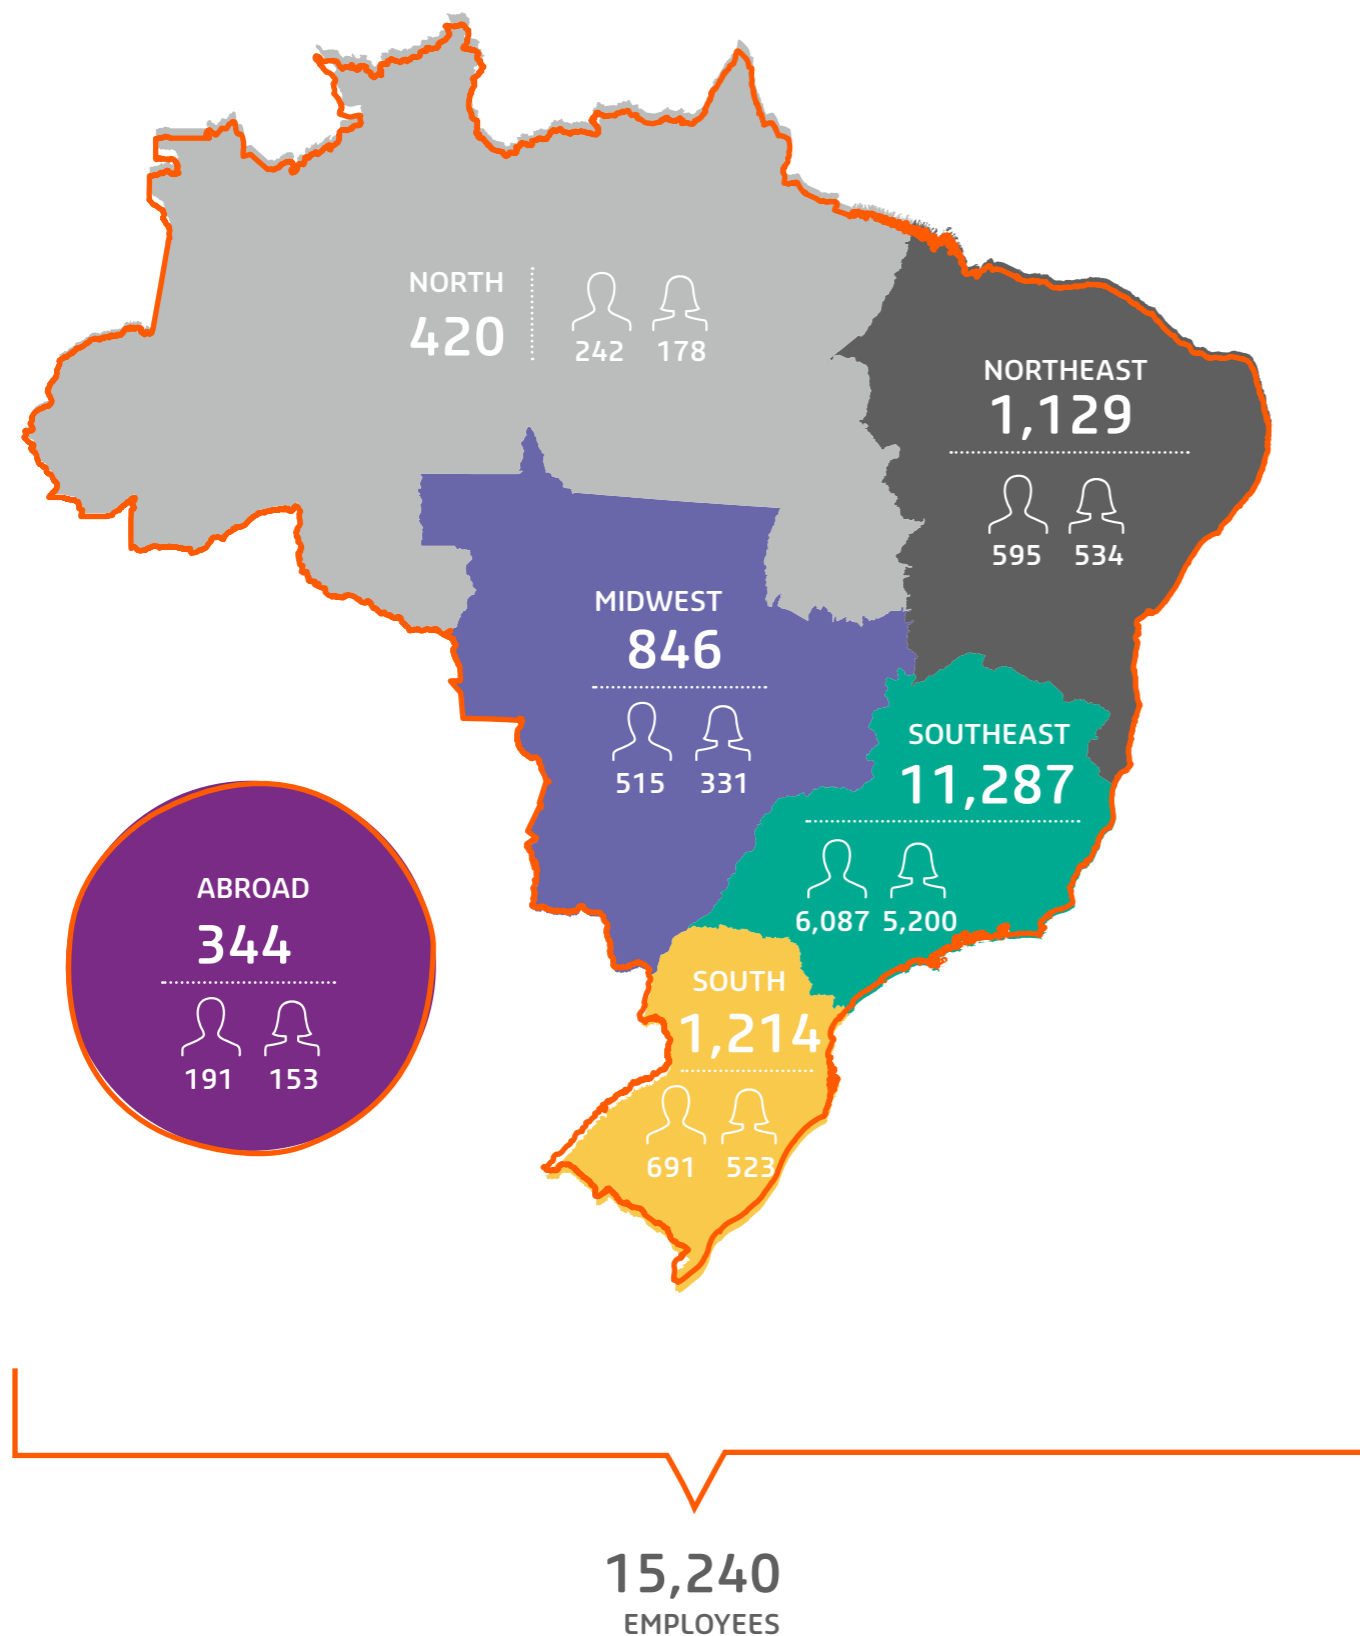 NORTH
420
242 178
NORTHEAST
1,129
595 534
MIDWEST
846
515 331
SOUTHEAST
11,287
6,087 5,200
ABROAD
344
191 153
SOUTH
1,214
691 523
15,240
EMPLOYEES